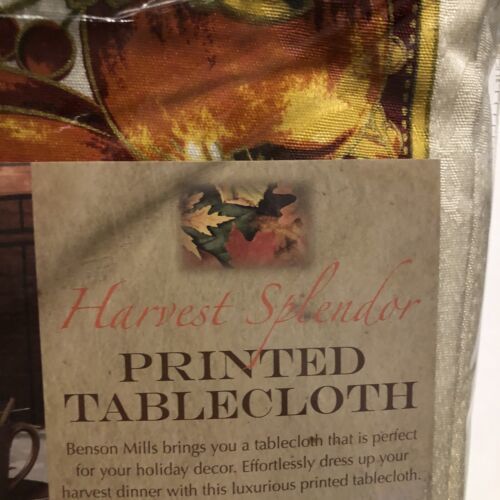 Harvest Splendor
PRINTED
TABLECLOTH
Benson Mills brings you a tablecloth that is perfect
for your holiday decor. Effortlessly dress up your
harvest dinner with this luxurious printed tablecloth.